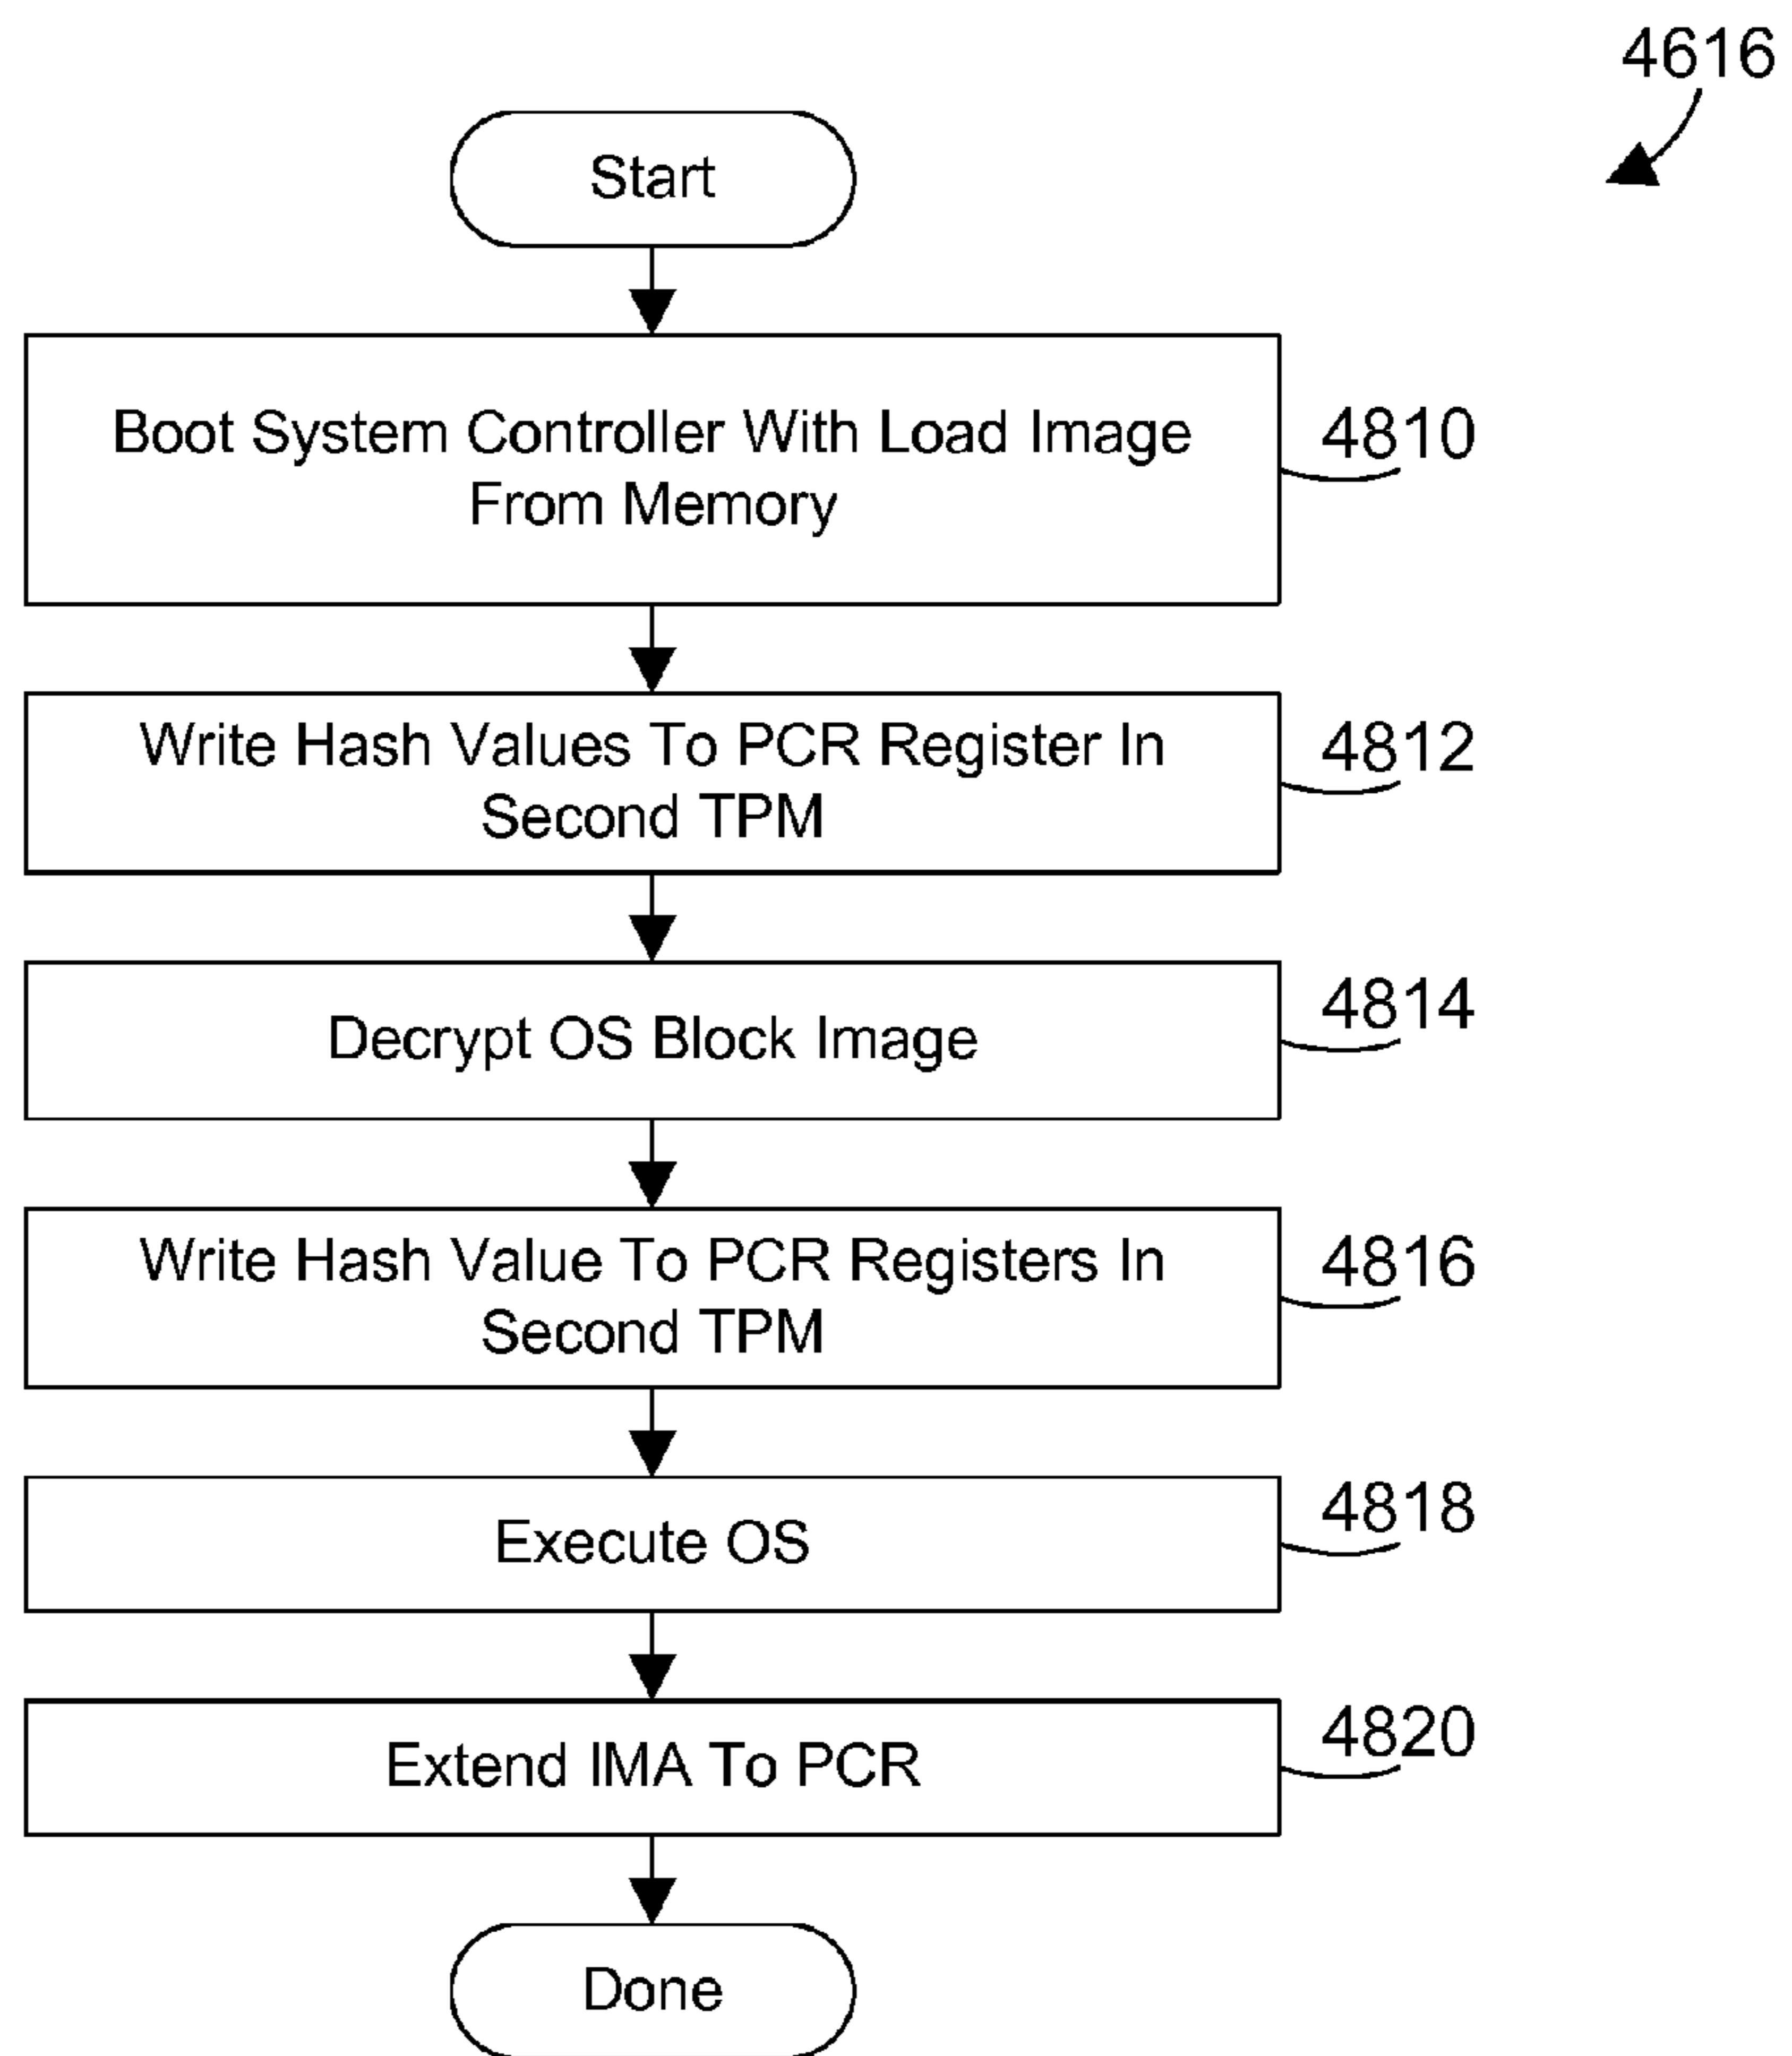 4616
Start
Boot System Controller With Load Image
From Memory
4810
Write Hash Values To PCR Register In
Second TPM
4812
Decrypt OS Block Image
4814
Write Hash Value To PCR Registers In
Second TPM
4816
Execute OS
4818
Extend IMA To PCR
4820
Done